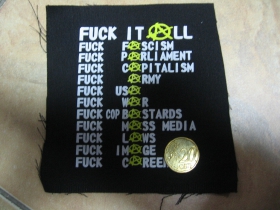 FUCK IT ALL
FUCK FASCISM
FUCK PARLIAMENT
FUCK CAPITALISM
FUCK ARMY
FUCK USA
FUCK WAR
FUCK COP BASTARDS
FUCK MASS MEDIA
FUCK LAWS
FUCK IMAGE
FUCK CAREER